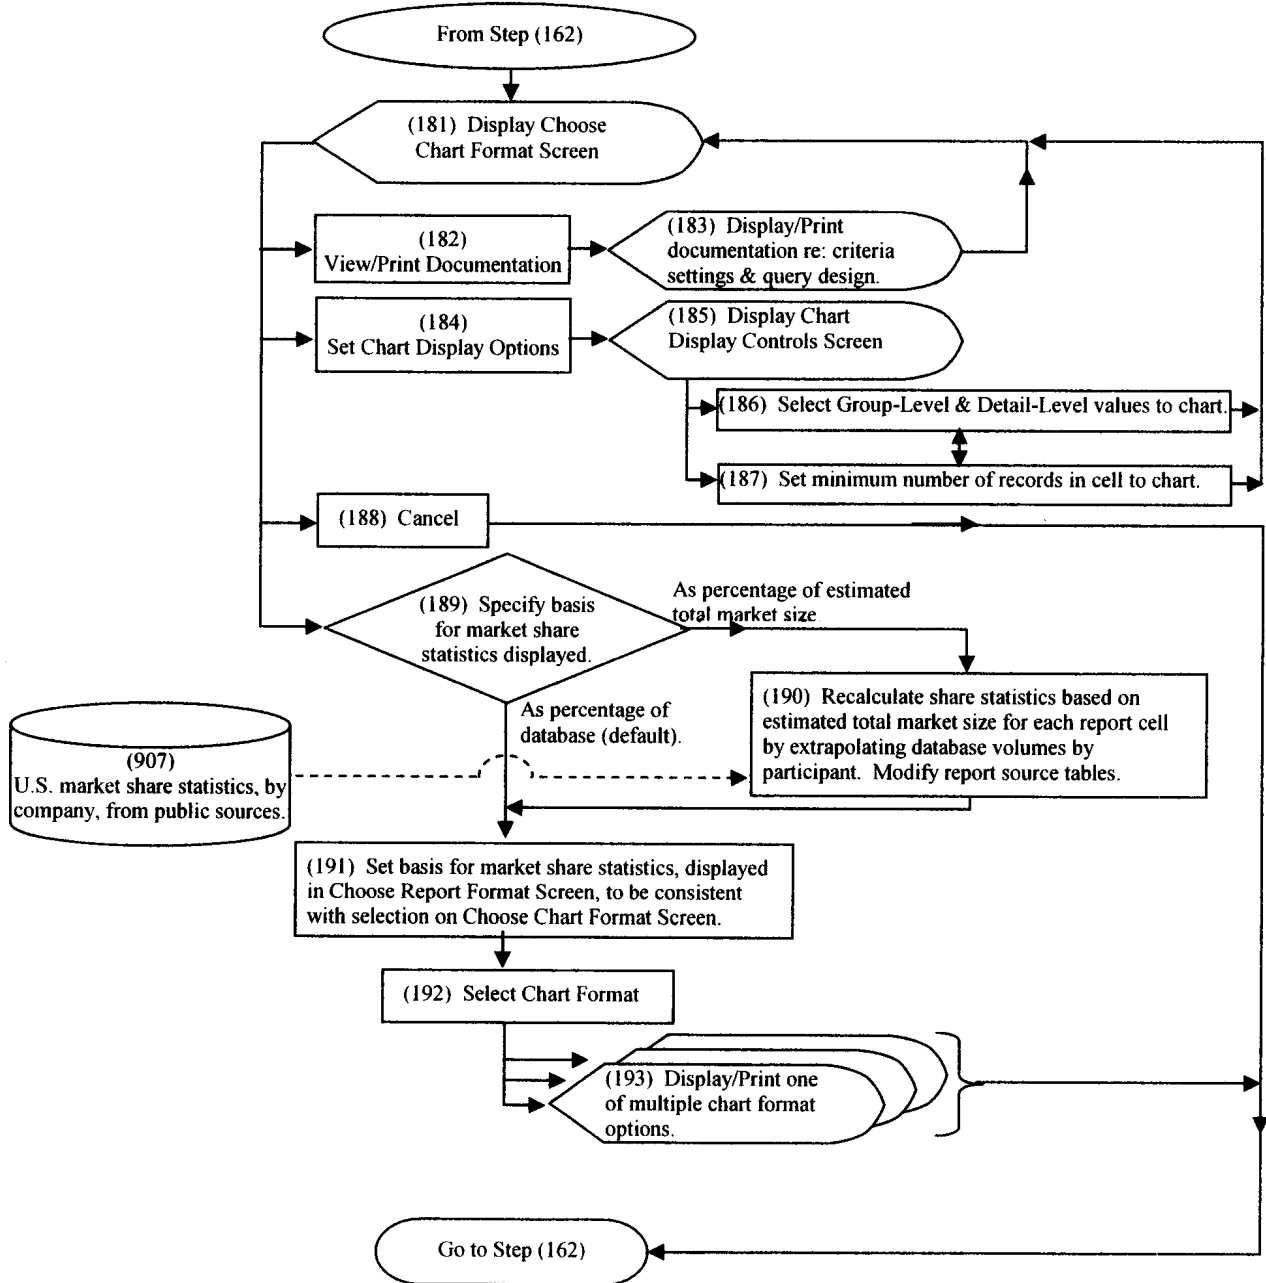 From Step (162)
(181) Display Choose
Chart Format Screen
(182)
View/Print Documentation
(183) Display/Print
documentation re: criteria
settings & query design.
(184)
Set Chart Display Options
(185) Display Chart
Display Controls Screen
(186) Select Group-Level & Detail-Level values to chart.
(187) Set minimum number of records in cell to chart.
(188) Cancel
(189) Specify basis
for market share
statistics displayed.
As percentage of estimated
total market size.
(190) Recalculate share statistics based on
estimated total market size for each report cell
by extrapolating database volumes by
participant. Modify report source tables.
As percentage of
database (default).
(907)
U.S. market share statistics, by
company, from public sources.
(191) Set basis for market share statistics, displayed
in Choose Report Format Screen, to be consistent
with selection on Choose Chart Format Screen.
(192) Select Chart Format
(193) Display/Print one
of multiple chart format
options.
Go to Step (162)